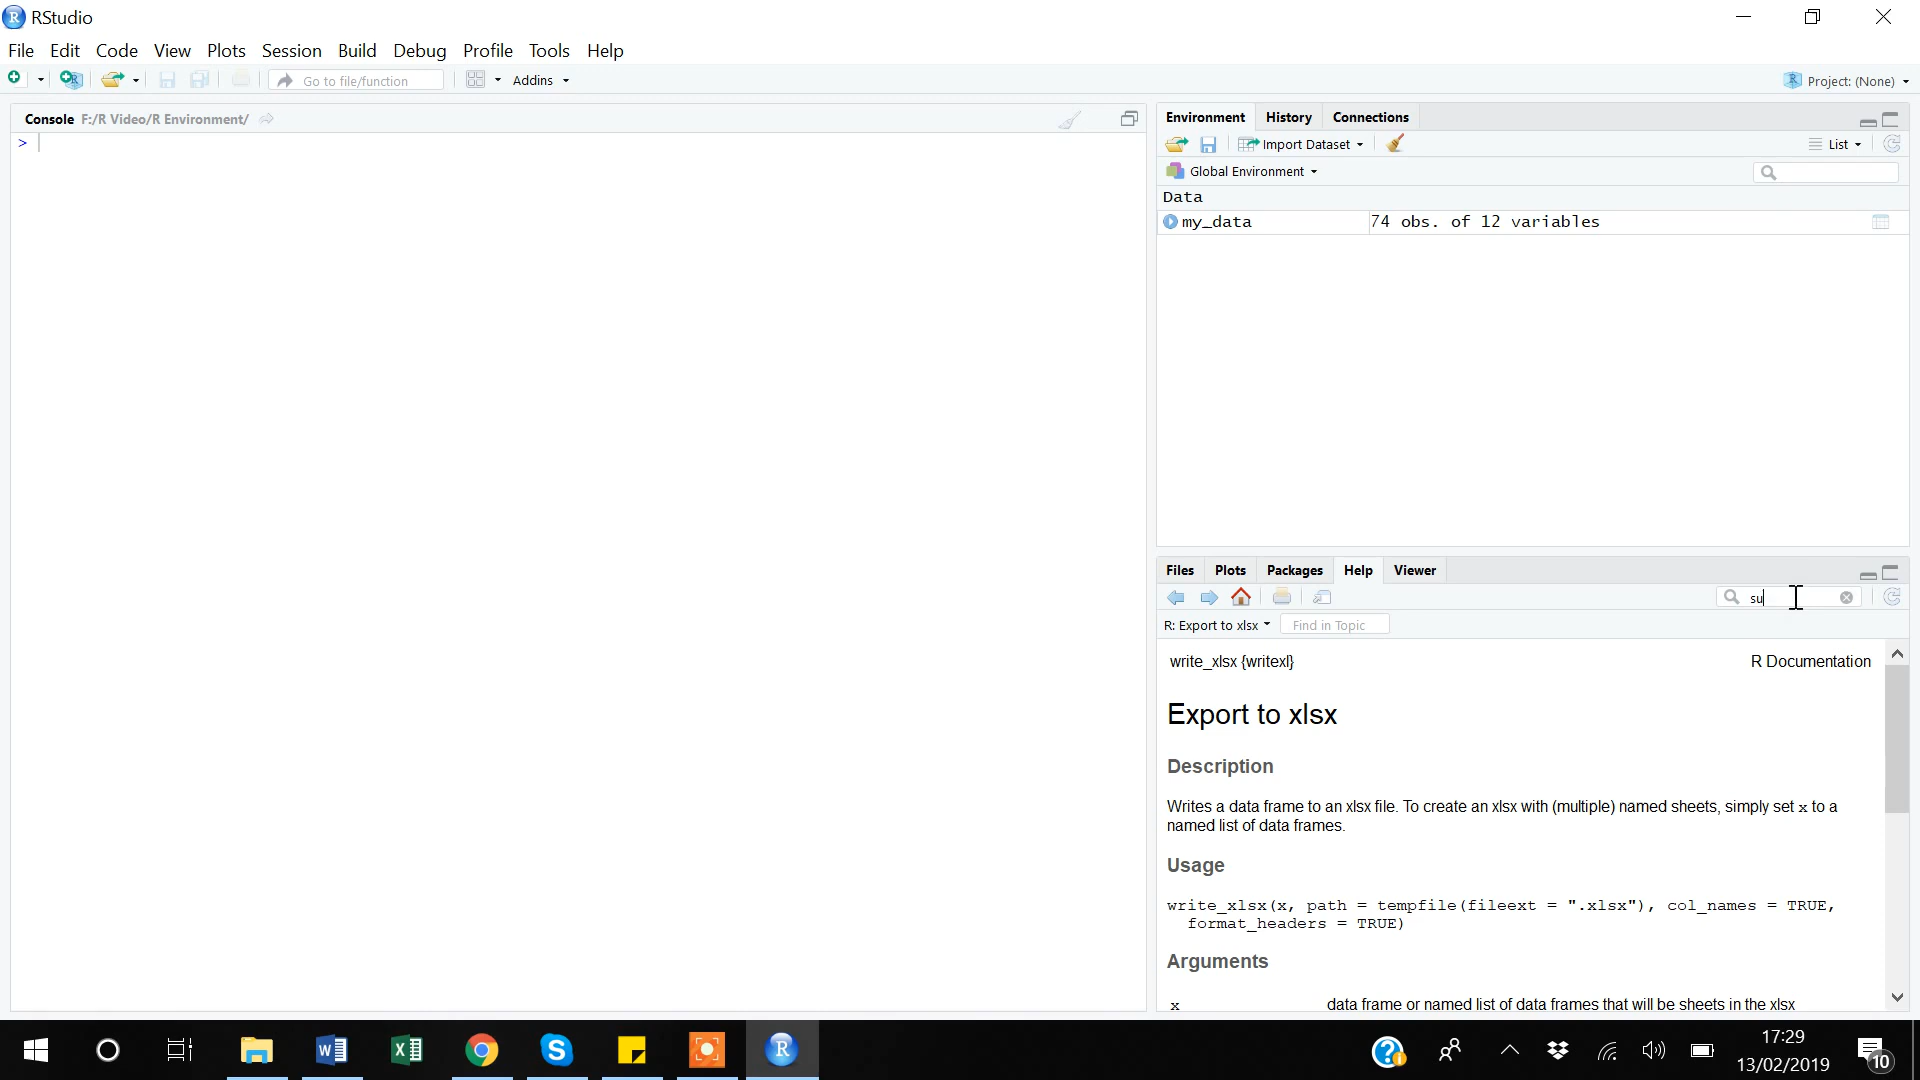 RStudio
File Edit Code View Plots Session Build Debug Profile Tools Help
Go to file/function Addins Project: (None)
Console F:/R Video/R Environment/
>
Environment History Connections
Import Dataset List
Global Environment
Data
my_data 74 obs. of 12 variables
Files Plots Packages Help Viewer
su
R: Export to xlsx Find in Topic
write_xlsx {writexl} R Documentation
Export to xlsx
Description
Writes a data frame to an xlsx file. To create an xlsx with (multiple) named sheets, simply set x to a
named list of data frames.
Usage
write_xlsx(x, path = tempfile(fileext = ".xlsx"), col_names = TRUE,
format_headers = TRUE)
Arguments
x data frame or named list of data frames that will be sheets in the xlsx
17:29
13/02/2019
10